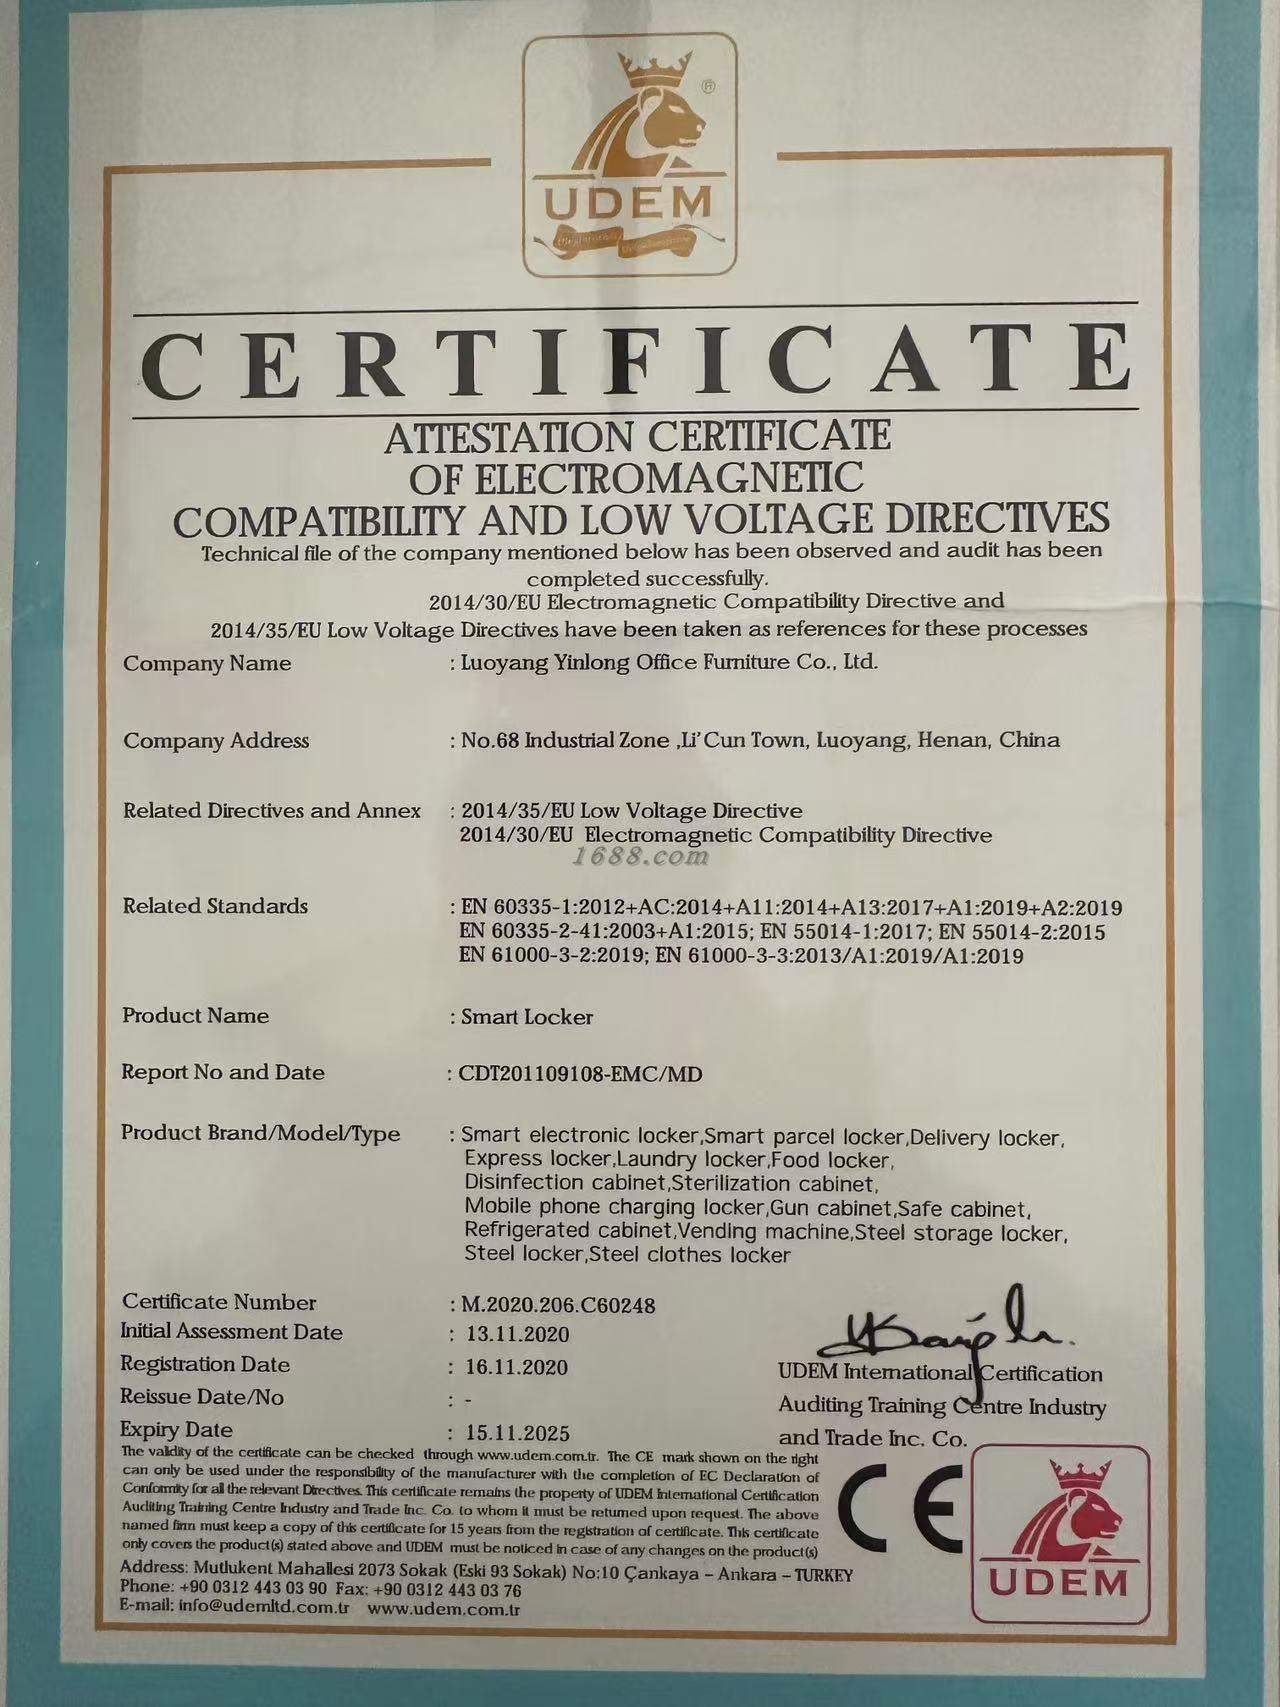 UDEM
CERTIFICATE
ATTESTATION CERTIFICATE
OF ELECTROMAGNETIC
COMPATIBILITY AND LOW VOLTAGE DIRECTIVES
Technical file of the company mentioned below has been observed and audit has been
completed successfully.
2014/30/EU Electromagnetic Compatibility Directive and
2014/35/EU Low Voltage Directives have been taken as references for these processes
Company Name : Luoyang Yinlong Office Furniture Co., Ltd.
Company Address : No.68 Industrial Zone ,Li' Cun Town, Luoyang, Henan, China
Related Directives and Annex : 2014/35/EU Low Voltage Directive
2014/30/EU Electromagnetic Compatibility Directive
1688.com
Related Standards : EN 60335-1:2012+AC:2014+A11:2014+A13:2017+A1:2019+A2:2019
EN 60335-2-41:2003+A1:2015; EN 55014-1:2017; EN 55014-2:2015
EN 61000-3-2:2019; EN 61000-3-3:2013/A1:2019/A1:2019
Product Name : Smart Locker
Report No and Date : CDT201109108-EMC/MD
Product Brand/Model/Type : Smart electronic locker,Smart parcel locker,Delivery locker,
Express locker,Laundry locker,Food locker,
Disinfection cabinet,Sterilization cabinet,
Mobile phone charging locker,Gun cabinet,Safe cabinet,
Refrigerated cabinet,Vending machine,Steel storage locker,
Steel locker,Steel clothes locker
Certificate Number : M.2020.206.C60248
Initial Assessment Date : 13.11.2020
Registration Date : 16.11.2020
Reissue Date/No : -
Expiry Date : 15.11.2025
UDEM International Certification
Auditing Training Centre Industry
and Trade Inc. Co.
The validity of the certificate can be checked through www.udem.com.tr. The CE mark shown on the right
can only be used under the responsibility of the manufacturer with the completion of EC Declaration of
Conformity for all the relevant Directives. This certificate remains the property of UDEM International Certification
Auditing Training Centre Industry and Trade Inc. Co. to whom it must be returned upon request. The above
named firm must keep a copy of this certificate for 15 years from the registration of certificate. This certificate
only covers the product(s) stated above and UDEM must be noticed in case of any changes on the product(s)
Address: Mutlukent Mahallesi 2073 Sokak (Eski 93 Sokak) No:10 Çankaya – Ankara – TURKEY
Phone: +90 0312 443 03 90 Fax: +90 0312 443 03 76
E-mail: info@udemltd.com.tr www.udem.com.tr
CE
UDEM